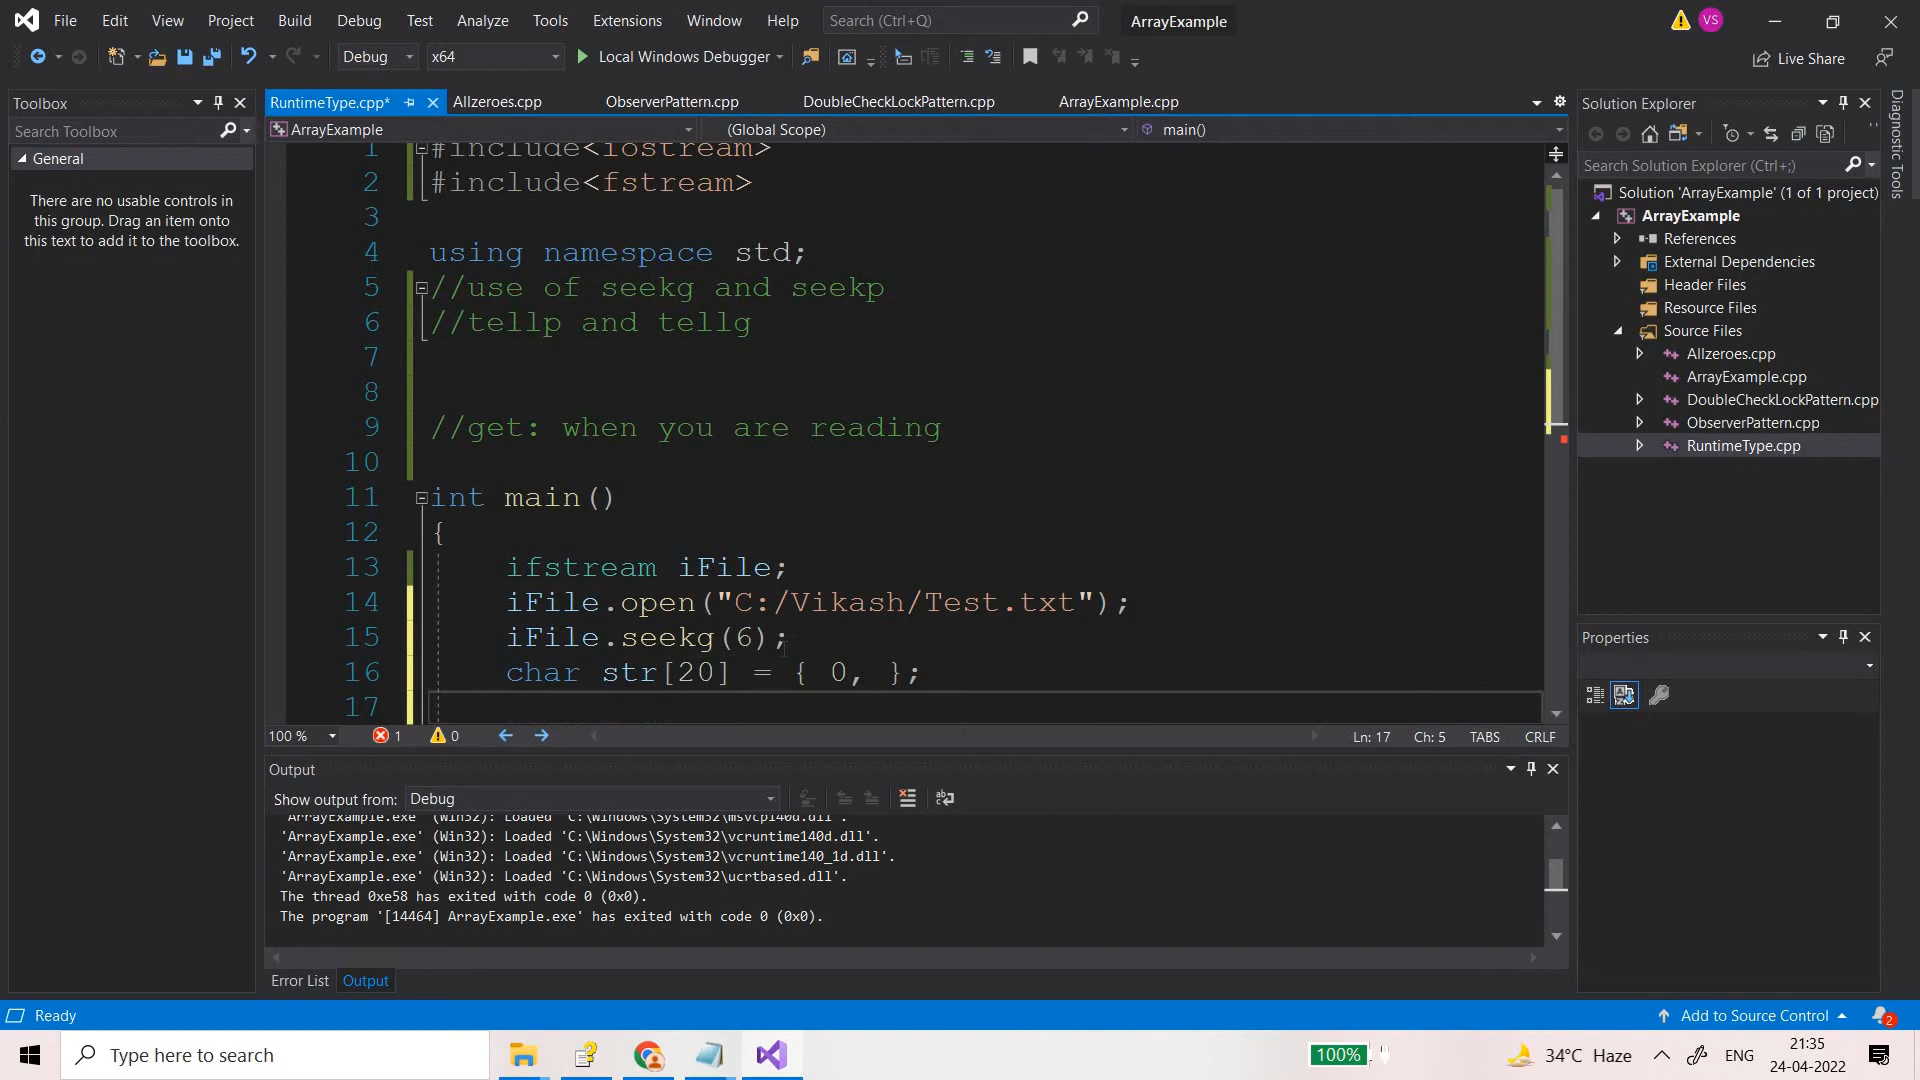 File Edit View Project Build Debug Test Analyze Tools Extensions Window Help Search (Ctrl+Q) ArrayExample VS
Debug x64 Local Windows Debugger Live Share
Toolbox
Search Toolbox
General
There are no usable controls in
this group. Drag an item onto
this text to add it to the toolbox.
RuntimeType.cpp* Allzeroes.cpp ObserverPattern.cpp DoubleCheckLockPattern.cpp ArrayExample.cpp
ArrayExample (Global Scope) main()
1 #include<iostream>
2 #include<fstream>
3
4 using namespace std;
5 //use of seekg and seekp
6 //tellp and tellg
7
8
9 //get: when you are reading
10
11 int main()
12 {
13 ifstream iFile;
14 iFile.open("C:/Vikash/Test.txt");
15 iFile.seekg(6);
16 char str[20] = { 0, };
17
100 % 1 0 Ln: 17 Ch: 5 TABS CRLF
Output
Show output from: Debug
'ArrayExample.exe' (Win32): Loaded 'C:\Windows\System32\msvcp140d.dll'.
'ArrayExample.exe' (Win32): Loaded 'C:\Windows\System32\vcruntime140d.dll'.
'ArrayExample.exe' (Win32): Loaded 'C:\Windows\System32\vcruntime140_1d.dll'.
'ArrayExample.exe' (Win32): Loaded 'C:\Windows\System32\ucrtbased.dll'.
The thread 0xe58 has exited with code 0 (0x0).
The program '[14464] ArrayExample.exe' has exited with code 0 (0x0).
Error List Output
Solution Explorer
Search Solution Explorer (Ctrl+;)
Solution 'ArrayExample' (1 of 1 project)
ArrayExample
References
External Dependencies
Header Files
Resource Files
Source Files
Allzeroes.cpp
ArrayExample.cpp
DoubleCheckLockPattern.cpp
ObserverPattern.cpp
RuntimeType.cpp
Properties
Diagnostic Tools
Ready Add to Source Control 2
Type here to search 100% 34°C Haze ENG 21:35
24-04-2022